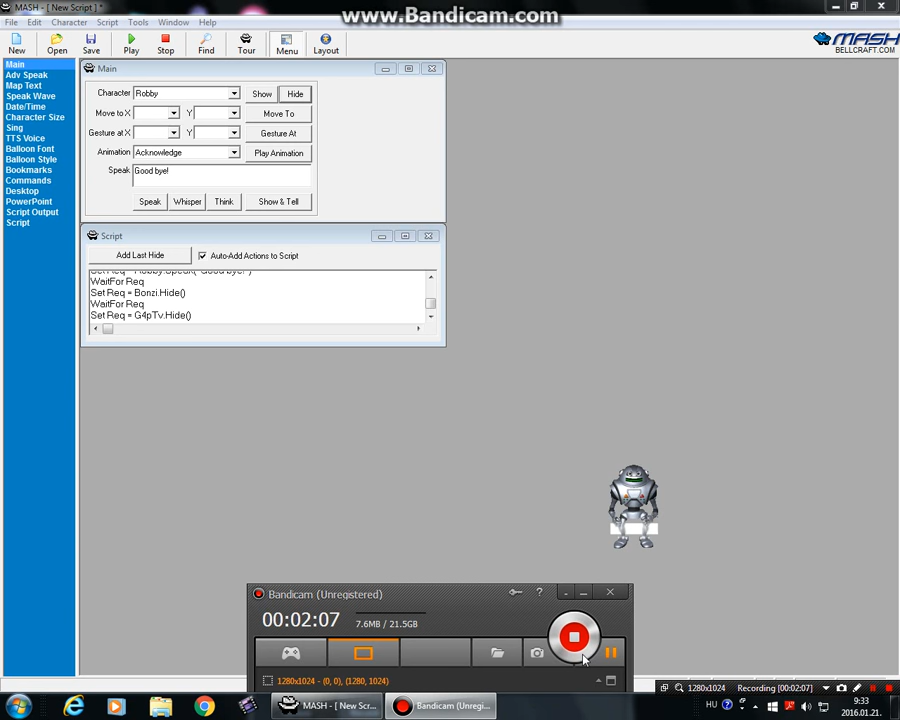 MASH - [ New Script ] *
www.Bandicam.com
File Edit Character Script Tools Window Help
New Open Save Play Stop Find Tour Menu Layout
MASH
BELLCRAFT.COM
Main
Adv Speak
Map Text
Speak Wave
Date/Time
Character Size
Sing
TTS Voice
Balloon Font
Balloon Style
Bookmarks
Commands
Desktop
PowerPoint
Script Output
Script
Main
Character Robby Show Hide
Move to X Y Move To
Gesture at X Y Gesture At
Animation Acknowledge Play Animation
Speak Good bye!
Speak Whisper Think Show & Tell
Script
Add Last Hide Auto-Add Actions to Script
Set Req = Robby.Speak("Good bye!")
WaitFor Req
Set Req = Bonzi.Hide()
WaitFor Req
Set Req = G4pTv.Hide()
Bandicam (Unregistered)
00:02:07 7.6MB / 21.5GB
1280x1024 - (0, 0), (1280, 1024)
1280x1024 Recording [00:02:07]
MASH - [ New Scr... Bandicam (Unregi... HU 9:33
2016.01.21.